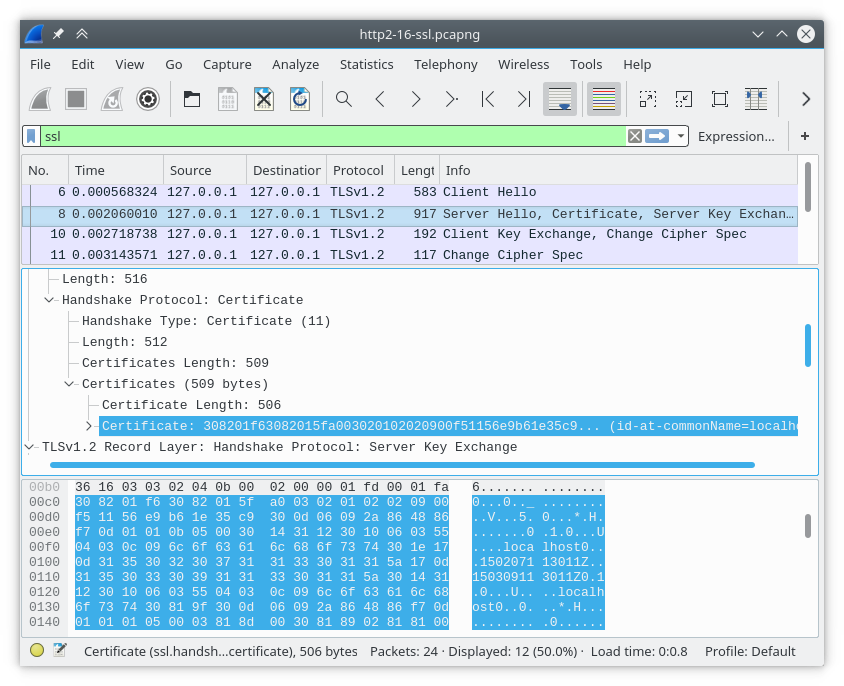 http2-16-ssl.pcapng
File Edit View Go Capture Analyze Statistics Telephony Wireless Tools Help
ssl Expression... +
No. Time Source Destination Protocol Lengt Info
6 0.000568324 127.0.0.1 127.0.0.1 TLSv1.2 583 Client Hello
8 0.002060010 127.0.0.1 127.0.0.1 TLSv1.2 917 Server Hello, Certificate, Server Key Exchan...
10 0.002718738 127.0.0.1 127.0.0.1 TLSv1.2 192 Client Key Exchange, Change Cipher Spec
11 0.003143571 127.0.0.1 127.0.0.1 TLSv1.2 117 Change Cipher Spec
Length: 516
Handshake Protocol: Certificate
Handshake Type: Certificate (11)
Length: 512
Certificates Length: 509
Certificates (509 bytes)
Certificate Length: 506
Certificate: 308201f63082015fa003020102020900f51156e9b61e35c9... (id-at-commonName=localho
TLSv1.2 Record Layer: Handshake Protocol: Server Key Exchange
00b0 36 16 03 03 02 04 0b 00 02 00 00 01 fd 00 01 fa 6....... ........
00c0 30 82 01 f6 30 82 01 5f a0 03 02 01 02 02 09 00 0...0.._ ........
00d0 f5 11 56 e9 b6 1e 35 c9 30 0d 06 09 2a 86 48 86 ..V...5. 0...*.H.
00e0 f7 0d 01 01 0b 05 00 30 14 31 12 30 10 06 03 55 .......0 .1.0...U
00f0 04 03 0c 09 6c 6f 63 61 6c 68 6f 73 74 30 1e 17 ....loca lhost0..
0100 0d 31 35 30 32 30 37 31 31 33 30 31 31 5a 17 0d .1502071 13011Z..
0110 31 35 30 33 30 39 31 31 33 30 31 31 5a 30 14 31 15030911 3011Z0.1
0120 12 30 10 06 03 55 04 03 0c 09 6c 6f 63 61 6c 68 .0...U.. ..localh
0130 6f 73 74 30 81 9f 30 0d 06 09 2a 86 48 86 f7 0d ost0..0. ..*.H...
0140 01 01 01 05 00 03 81 8d 00 30 81 89 02 81 81 00 ........ .0......
Certificate (ssl.handsh...certificate), 506 bytes Packets: 24 · Displayed: 12 (50.0%) · Load time: 0:0.8 Profile: Default